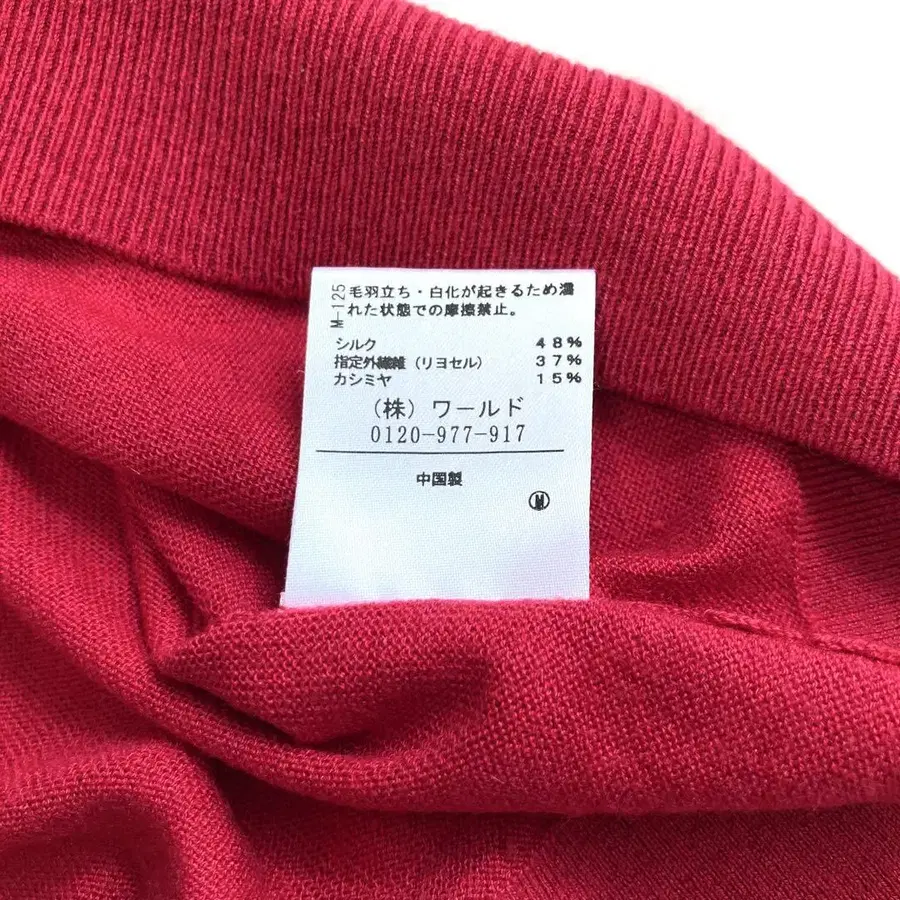 M-125
毛羽立ち・白化が起きるため濡
れた状態での摩擦禁止。
シルク 48%
指定外繊維（リヨセル） 37%
カシミヤ 15%
（株）ワールド
0120-977-917
中国製
M